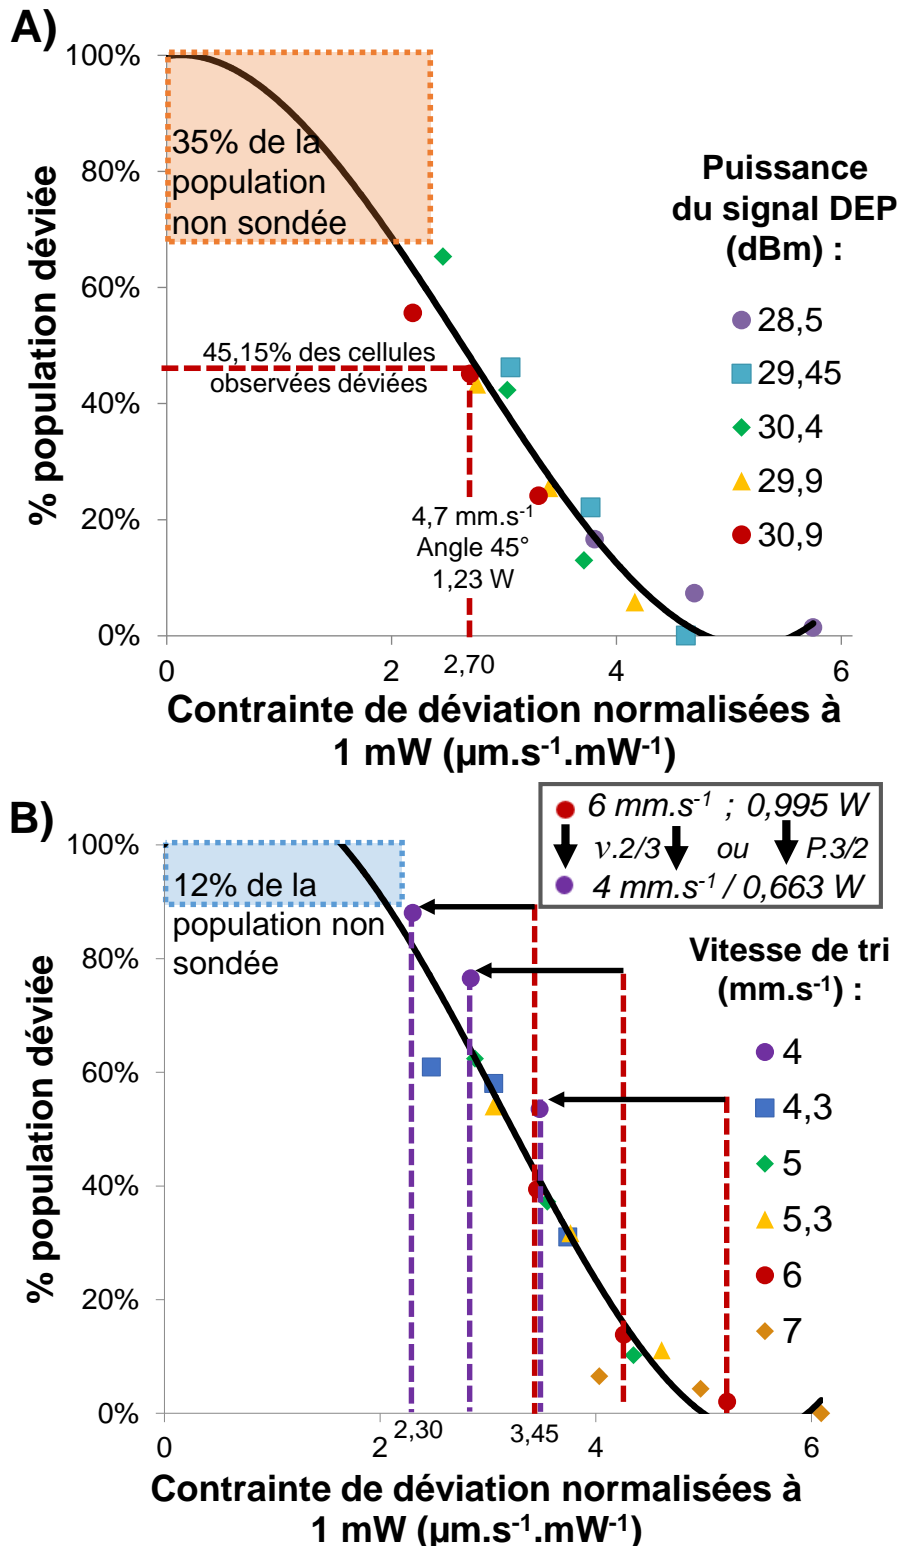 A)
100%
80%
60%
40%
20%
0%
% population déviée
35% de la
population
non sondée
45,15% des cellules
observées déviées
4,7 mm.s⁻¹
Angle 45°
1,23 W
Puissance
du signal DEP
(dBm) :
28,5
29,45
30,4
29,9
30,9
0
2
2,70
4
6
Contrainte de déviation normalisées à
1 mW (µm.s⁻¹.mW⁻¹)
B)
6 mm.s⁻¹ ; 0,995 W
v.2/3 ou P.3/2
4 mm.s⁻¹ / 0,663 W
100%
80%
60%
40%
20%
0%
% population déviée
12% de la
population non
sondée
Vitesse de tri
(mm.s⁻¹) :
4
4,3
5
5,3
6
7
0
2
2,30
3,45
4
6
Contrainte de déviation normalisées à
1 mW (µm.s⁻¹.mW⁻¹)